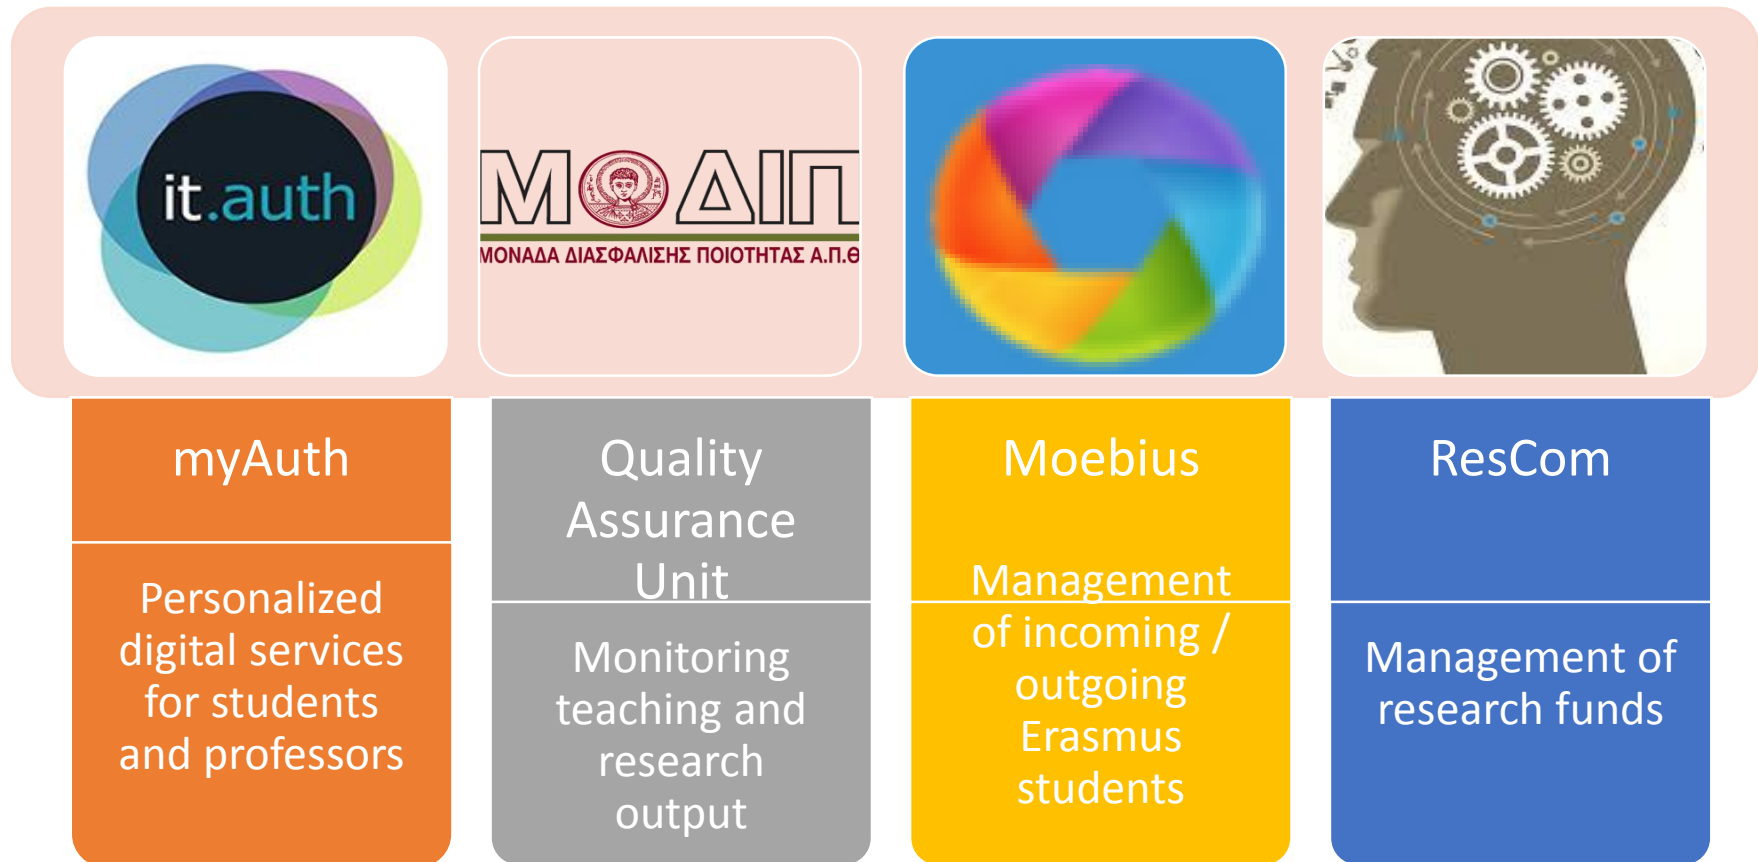 it.auth
ΜΟΔΙΠ
ΜΟΝΑΔΑ ΔΙΑΣΦΑΛΙΣΗΣ ΠΟΙΟΤΗΤΑΣ Α.Π.Θ
myAuth
Personalized
digital services
for students
and professors
Quality
Assurance
Unit
Monitoring
teaching and
research
output
Moebius
Management
of incoming /
outgoing
Erasmus
students
ResCom
Management of
research funds